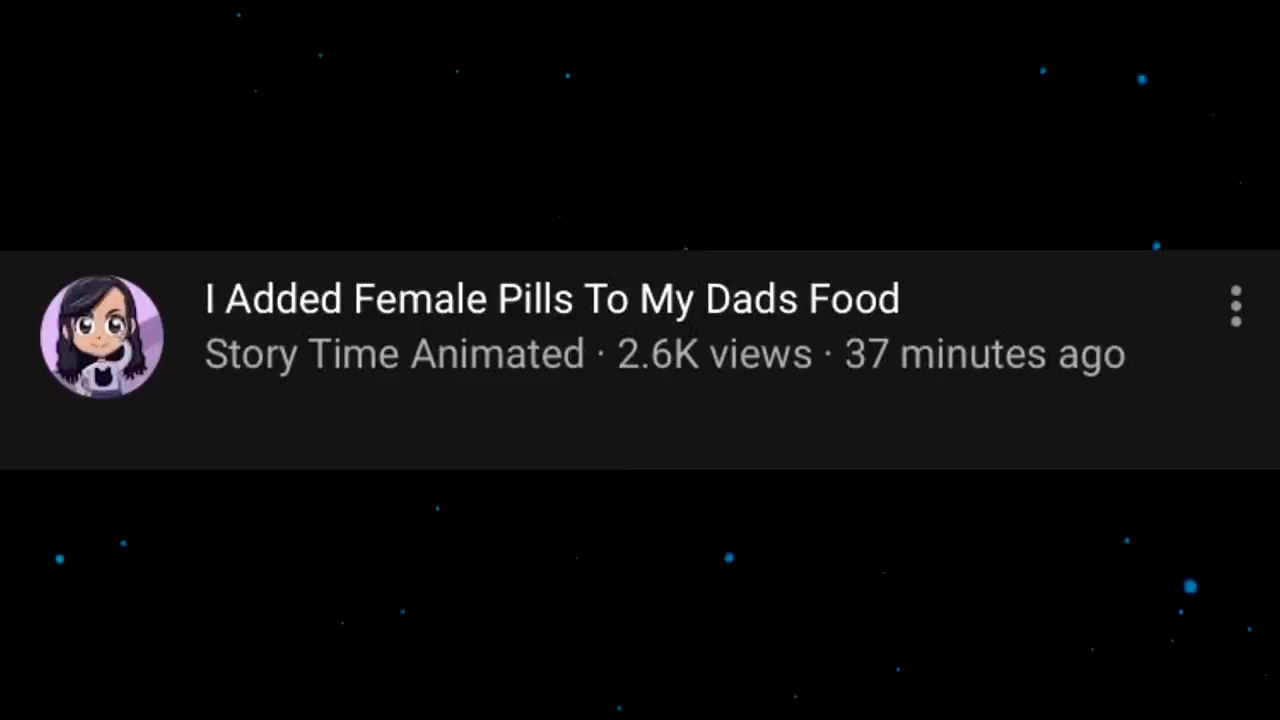 I Added Female Pills To My Dads Food
Story Time Animated · 2.6K views · 37 minutes ago